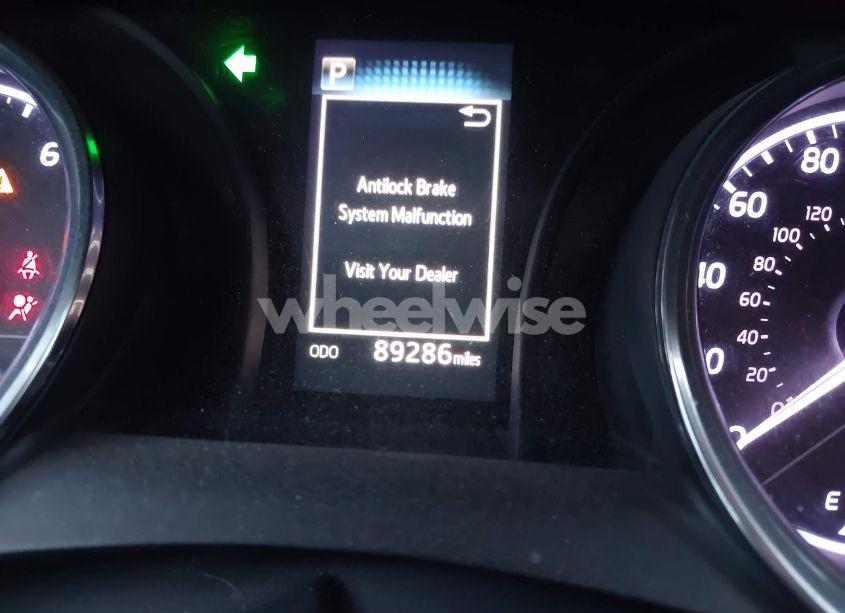 P
Antilock Brake
System Malfunction
Visit Your Dealer
wheelwise
ODO 89286 miles
6
80
60
40
0
120
100
80
60
40
20
0
E